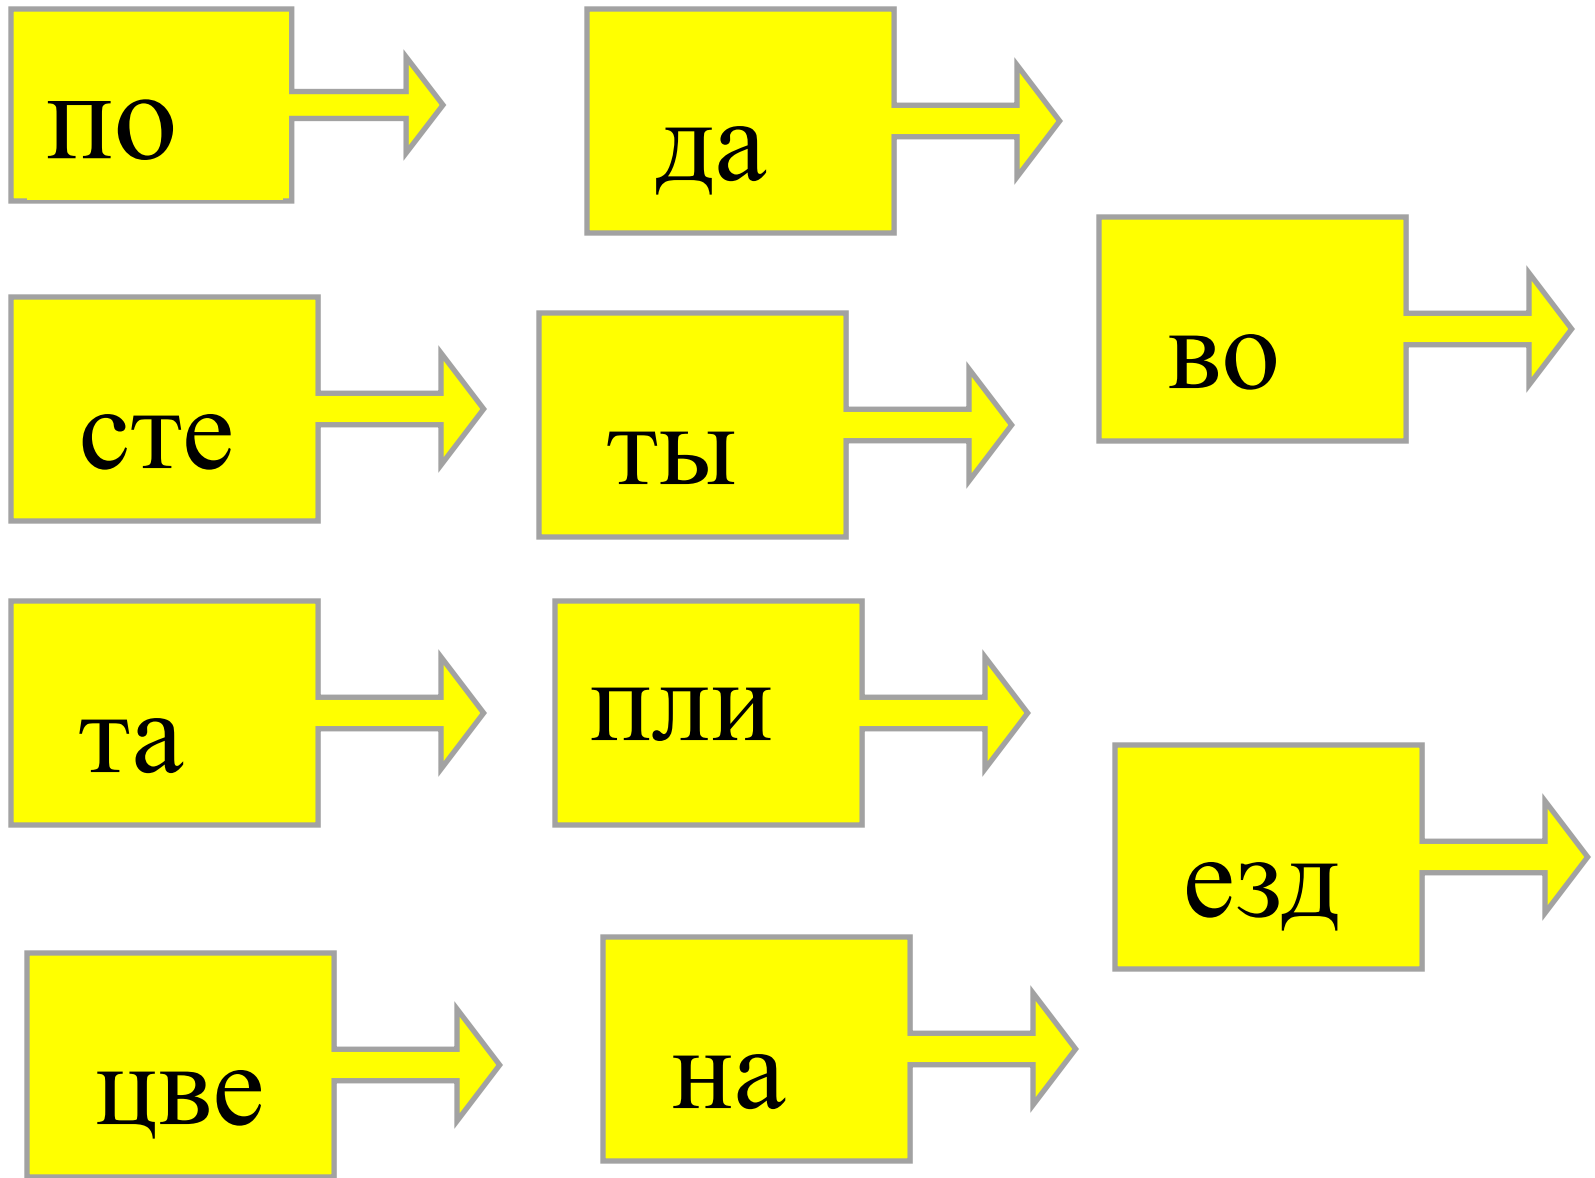 по
да
во
сте
ты
та
пли
езд
цве
на